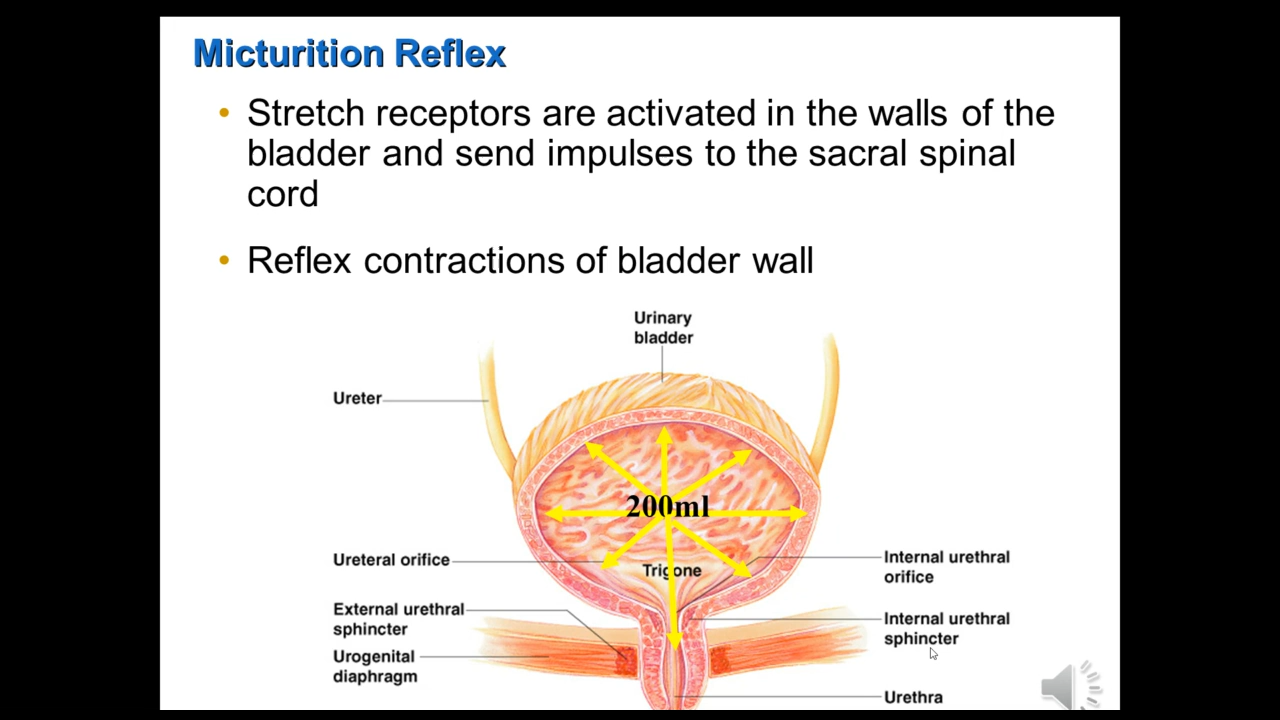 Micturition Reflex
• Stretch receptors are activated in the walls of the
bladder and send impulses to the sacral spinal
cord
• Reflex contractions of bladder wall
Urinary
bladder
Ureter
200ml
Ureteral orifice
Trigone
Internal urethral
orifice
External urethral
sphincter
Internal urethral
sphincter
Urogenital
diaphragm
Urethra